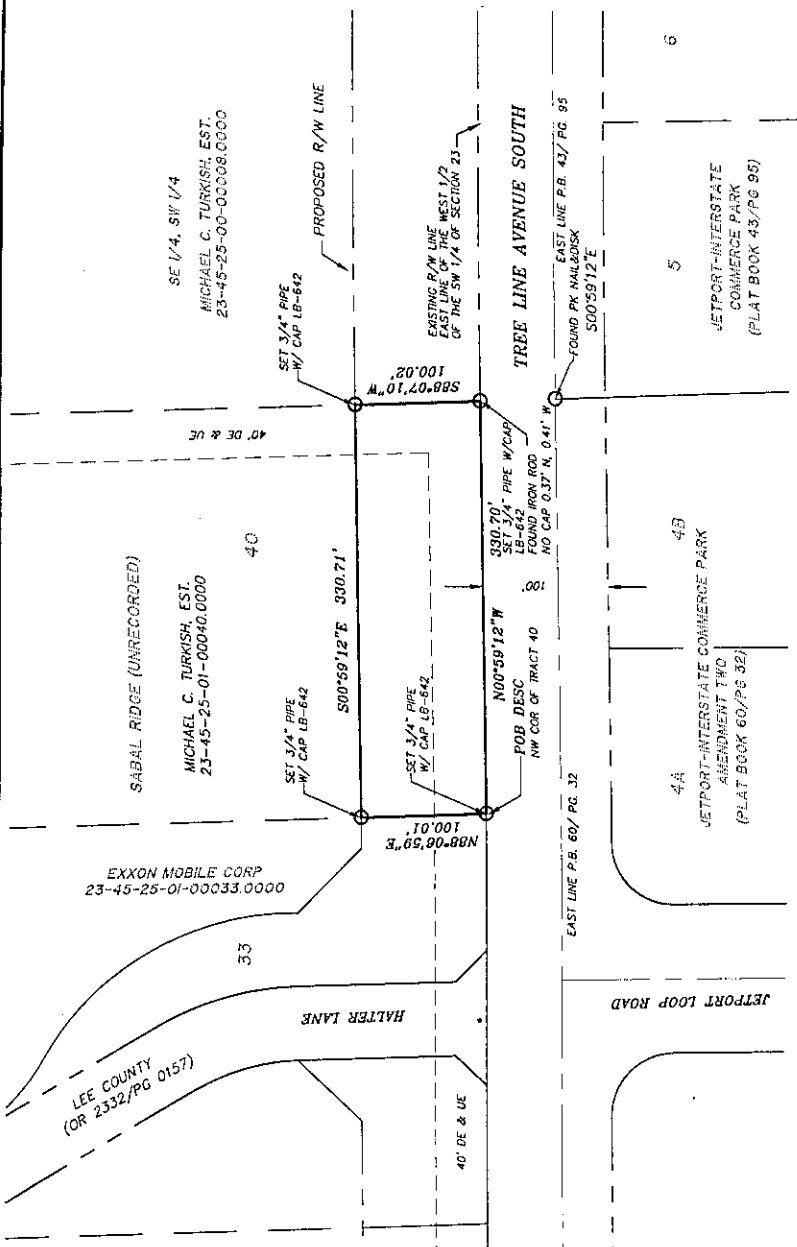 SE 1/4, SW 1/4
MICHAEL C. TURKISH, EST.
23-45-25-00-00008.0000
PROPOSED R/W LINE
SET 3/4" PIPE
W/ CAP LB-642
EXISTING R/W LINE
EAST LINE OF THE WEST 1/2
OF THE SW 1/4 OF SECTION 23
TREE LINE AVENUE SOUTH
EAST LINE P.B. 43/ PG. 95
FOUND PK NAIL&DISK
S00°59'12"E
6
5
JETPORT-INTERSTATE
COMMERCE PARK
(PLAT BOOK 43/PG 95)
S88°07'10"W
100.02'
40' DE & UE
SABAL RIDGE (UNRECORDED)
40
MICHAEL C. TURKISH, EST.
23-45-25-01-00040.0000
S00°59'12"E 330.71'
SET 3/4" PIPE
W/ CAP LB-642
SET 3/4" PIPE
W/ CAP LB-642
330.70'
SET 3/4" PIPE W/CAP
LB-642
FOUND IRON ROD
NO CAP 0.37' N, 0.41' W
N00°59'12"W
100'
POB DESC
NW COR OF TRACT 40
N88°06'59"E
100.01'
4B
4A
JETPORT-INTERSTATE COMMERCE PARK
AMENDMENT TWO
(PLAT BOOK 60/PG 32)
EAST LINE P.B. 60/ PG. 32
EXXON MOBILE CORP
23-45-25-01-00033.0000
33
HALTER LANE
JETPORT LOOP ROAD
LEE COUNTY
(OR 2332/PG 0157)
40' DE & UE